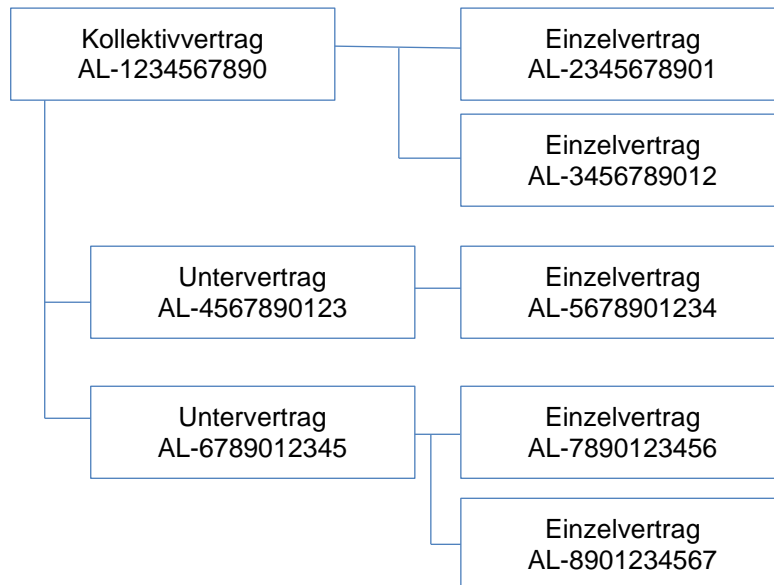 Kollektivvertrag
AL-1234567890
Einzelvertrag
AL-2345678901
Einzelvertrag
AL-3456789012
Untervertrag
AL-4567890123
Einzelvertrag
AL-5678901234
Untervertrag
AL-6789012345
Einzelvertrag
AL-7890123456
Einzelvertrag
AL-8901234567